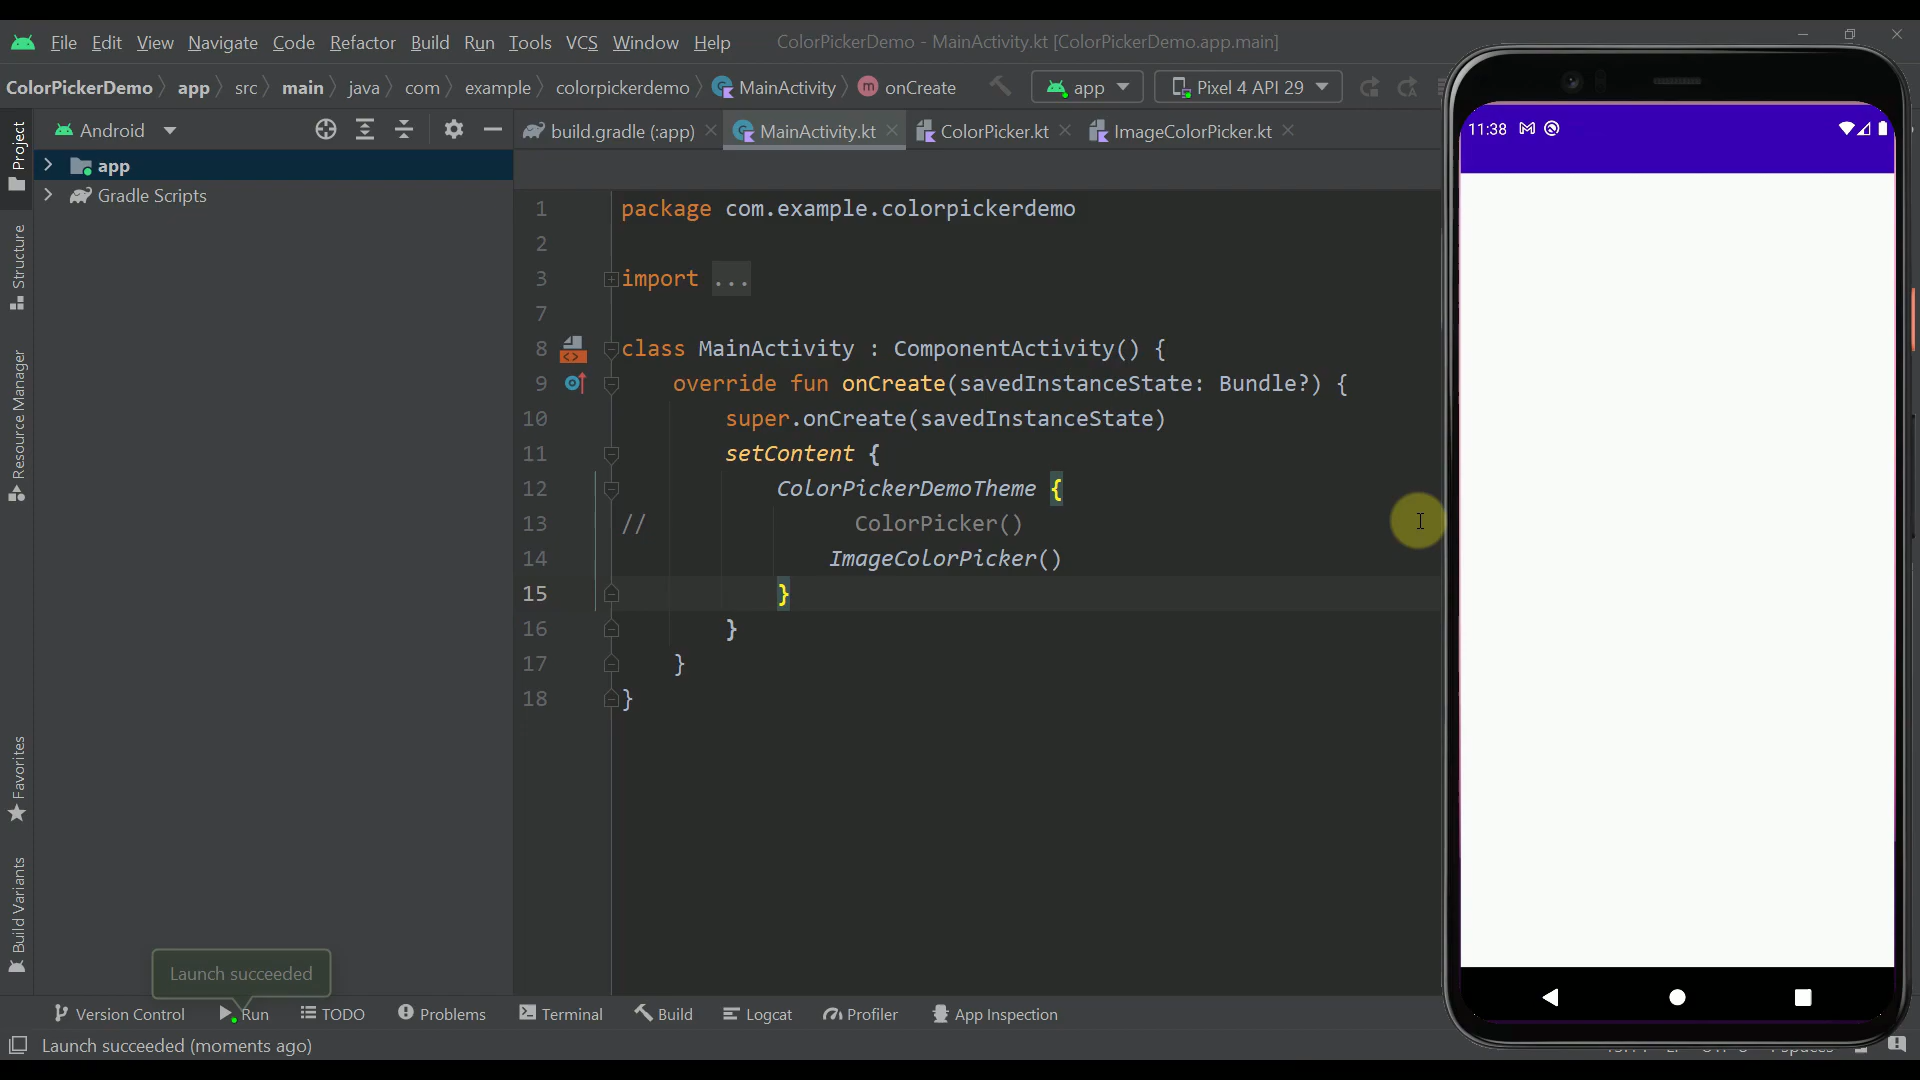 File Edit View Navigate Code Refactor Build Run Tools VCS Window Help ColorPickerDemo - MainActivity.kt [ColorPickerDemo.app.main]
ColorPickerDemo app src main java com example colorpickerdemo MainActivity onCreate app Pixel 4 API 29
Android build.gradle (:app) MainActivity.kt ColorPicker.kt ImageColorPicker.kt
11:38
Project
app
Gradle Scripts
Structure
Resource Manager
Favorites
Build Variants
1 package com.example.colorpickerdemo
2
3 import ...
7
8 class MainActivity : ComponentActivity() {
9 override fun onCreate(savedInstanceState: Bundle?) {
10 super.onCreate(savedInstanceState)
11 setContent {
12 ColorPickerDemoTheme {
13 // ColorPicker()
14 ImageColorPicker()
15 }
16 }
17 }
18 }
Launch succeeded
Version Control Run TODO Problems Terminal Build Logcat Profiler App Inspection
Launch succeeded (moments ago)